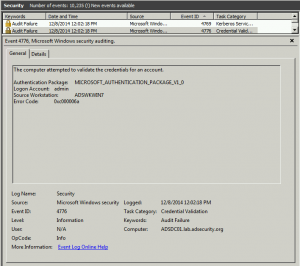 Security Number of events: 10,235 (!) New events available
Keywords Date and Time Source Event ID Task Category
Audit Failure 12/8/2014 12:02:18 PM Microsoft Windo... 4769 Kerberos Servic...
Audit Failure 12/8/2014 12:02:18 PM Microsoft Windo... 4776 Credential Valid...
Event 4776, Microsoft Windows security auditing.
General Details
The computer attempted to validate the credentials for an account.
Authentication Package: MICROSOFT_AUTHENTICATION_PACKAGE_V1_0
Logon Account: admin
Source Workstation: ADSWKWIN7
Error Code: 0xc000006a
Log Name: Security
Source: Microsoft Windows security Logged: 12/8/2014 12:02:18 PM
Event ID: 4776 Task Category: Credential Validation
Level: Information Keywords: Audit Failure
User: N/A Computer: ADSDC01.lab.adsecurity.org
OpCode: Info
More Information: Event Log Online Help